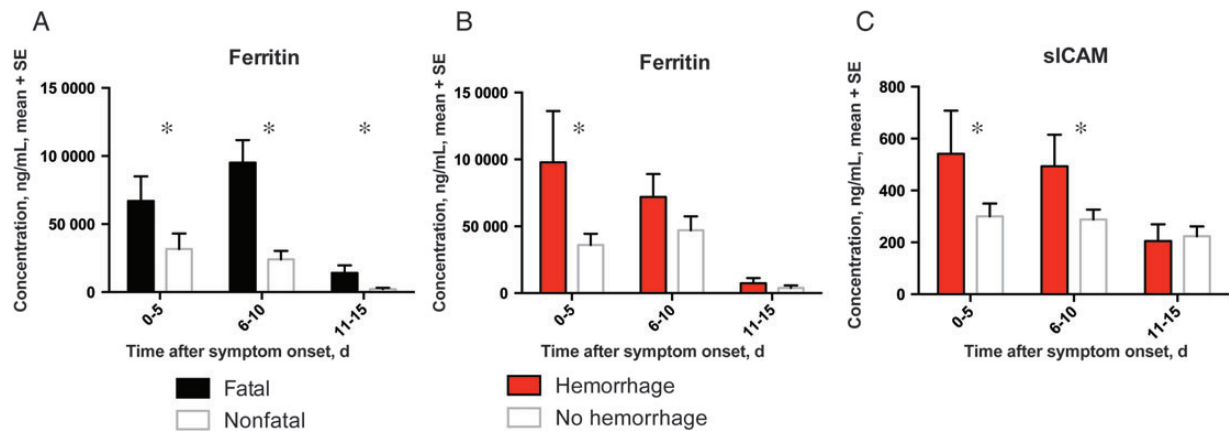 A
Ferritin
Concentration, ng/mL, mean + SE
15 0000
10 0000
50 000
0
*
*
*
0-5
6-10
11-15
Time after symptom onset, d
Fatal
Nonfatal
B
Ferritin
Concentration, ng/mL, mean + SE
15 0000
10 0000
50 000
0
*
0-5
6-10
11-15
Time after symptom onset, d
Hemorrhage
No hemorrhage
C
sICAM
Concentration, ng/mL, mean + SE
800
600
400
200
0
*
*
0-5
6-10
11-15
Time after symptom onset, d